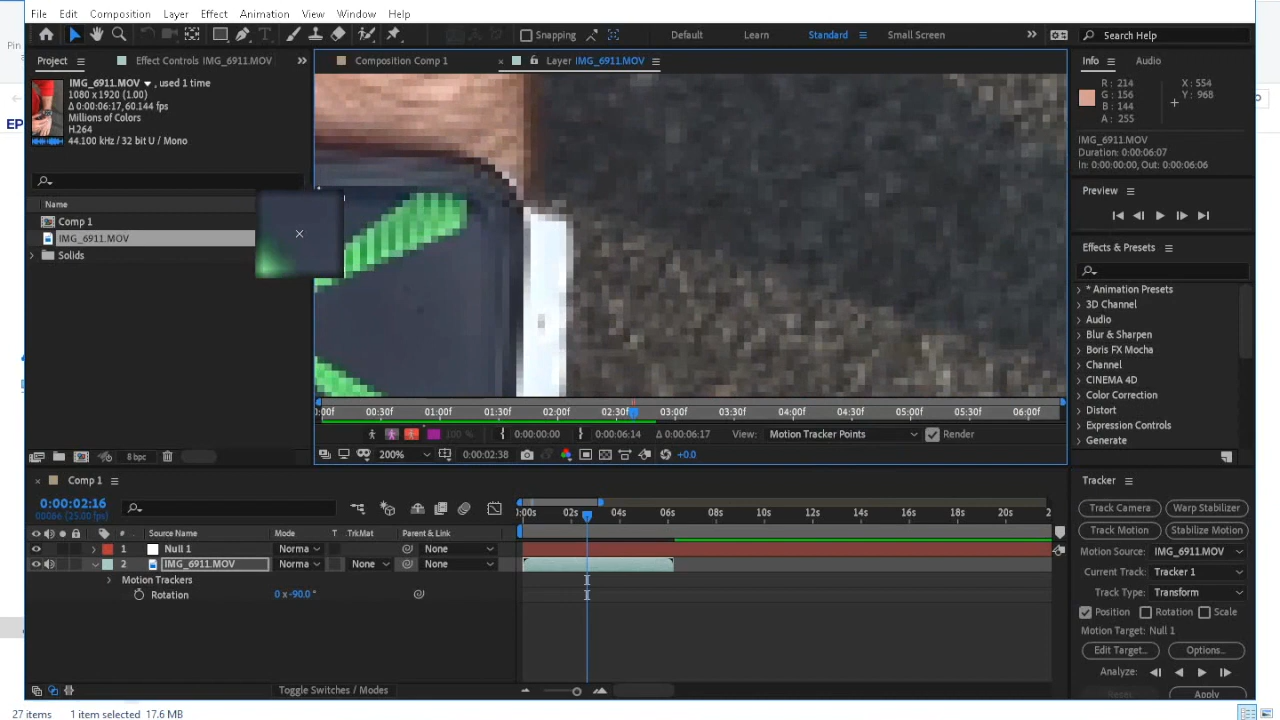 File Edit Composition Layer Effect Animation View Window Help
Snapping Default Learn Standard Small Screen Search Help
Pin
EP
Project Effect Controls IMG_6911.MOV
IMG_6911.MOV , used 1 time
1080 x 1920 (1.00)
Δ 0:00:06:17, 60.144 fps
Millions of Colors
H.264
44.100 kHz / 32 bit U / Mono
Name
Comp 1
IMG_6911.MOV
Solids
8 bpc
Composition Comp 1
Layer IMG_6911.MOV
:00f 00:30f 01:00f 01:30f 02:00f 02:30f 03:00f 03:30f 04:00f 04:30f 05:00f 05:30f 06:00f
100 % 0:00:00:00 0:00:06:14 Δ 0:00:06:17 View: Motion Tracker Points Render
200% 0:00:02:38 +0.0
Info Audio
R: 214 X: 554
G: 156 Y: 968
B: 144
A: 255
IMG_6911.MOV
Duration: 0:00:06:07
In: 0:00:00:00, Out: 0:00:06:06
Preview
Effects & Presets
* Animation Presets
3D Channel
Audio
Blur & Sharpen
Boris FX Mocha
Channel
CINEMA 4D
Color Correction
Distort
Expression Controls
Generate
Comp 1
0:00:02:16
00066 (25.00 fps)
:00s 02s 04s 06s 08s 10s 12s 14s 16s 18s 20s 2
# Source Name Mode T TrkMat Parent & Link
1 Null 1 Norma None
2 IMG_6911.MOV Norma None None
Motion Trackers
Rotation 0 x -90.0 °
Toggle Switches / Modes
Tracker
Track Camera Warp Stabilizer
Track Motion Stabilize Motion
Motion Source: IMG_6911.MOV
Current Track: Tracker 1
Track Type: Transform
Position Rotation Scale
Motion Target: Null 1
Edit Target... Options...
Analyze:
Reset Apply
27 items 1 item selected 17.6 MB